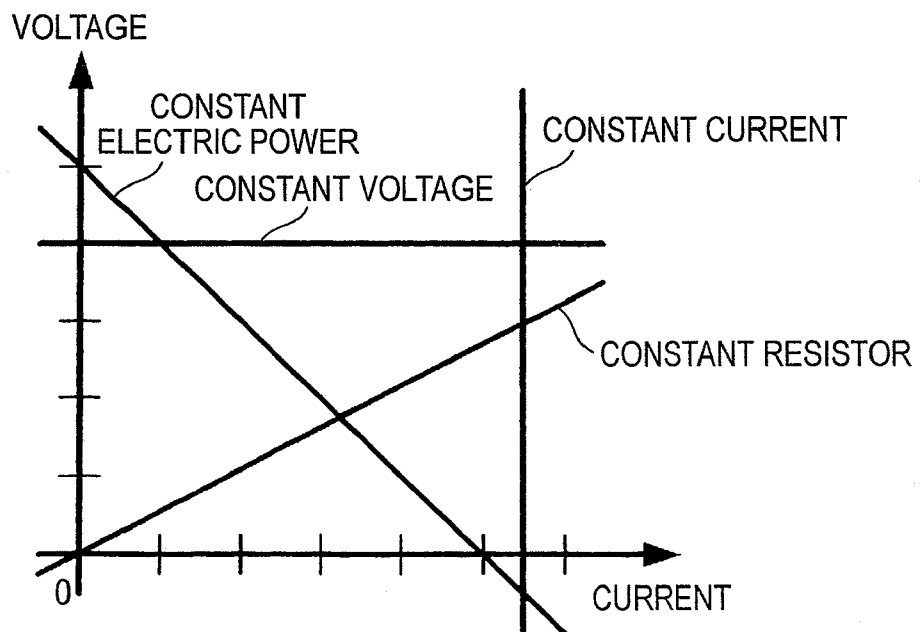 VOLTAGE
CONSTANT
ELECTRIC POWER
CONSTANT VOLTAGE
CONSTANT CURRENT
CONSTANT RESISTOR
0
CURRENT